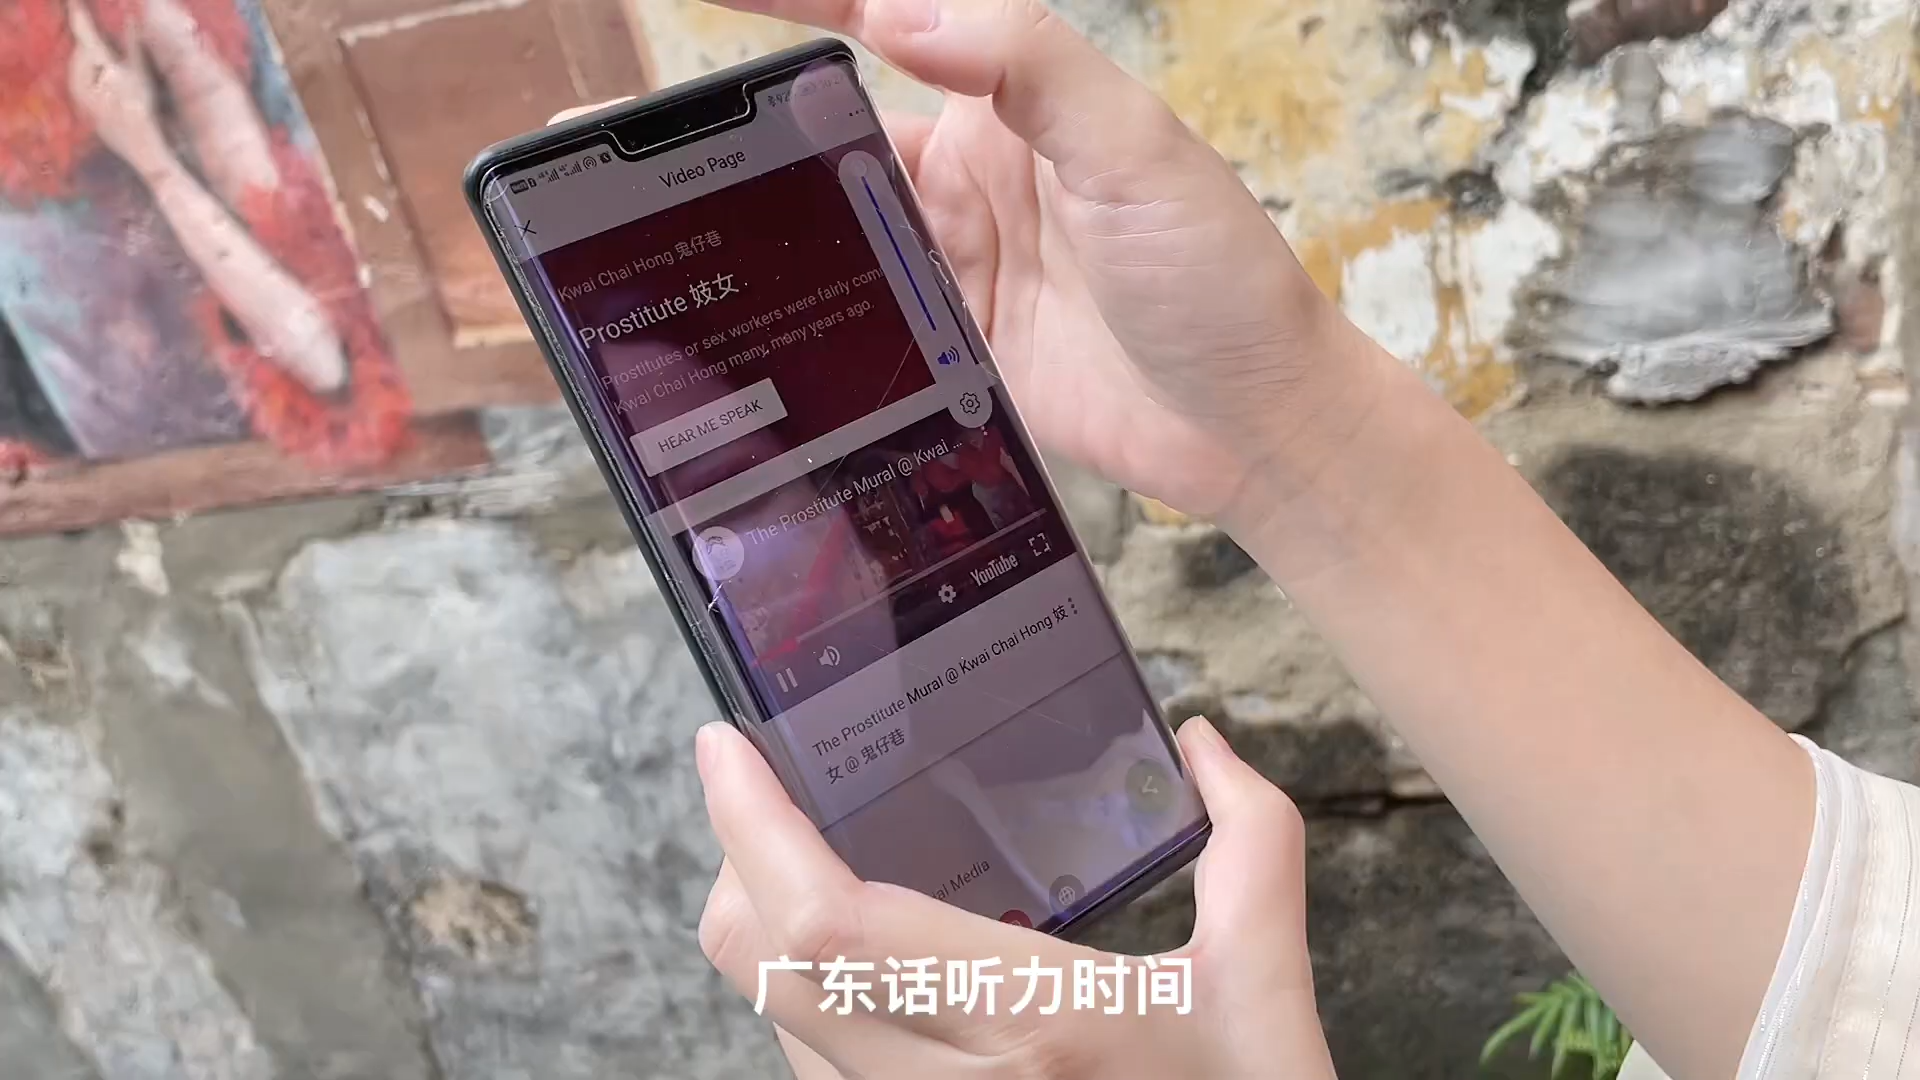 Video Page
Kwai Chai Hong 鬼仔巷
Prostitute 妓女
Prostitutes or sex workers were fairly com
Kwai Chai Hong many, many years ago.
HEAR ME SPEAK
The Prostitute Mural @ Kwai ...
YouTube
The Prostitute Mural @ Kwai Chai Hong 妓
女 @ 鬼仔巷
ial Media
广东话听力时间